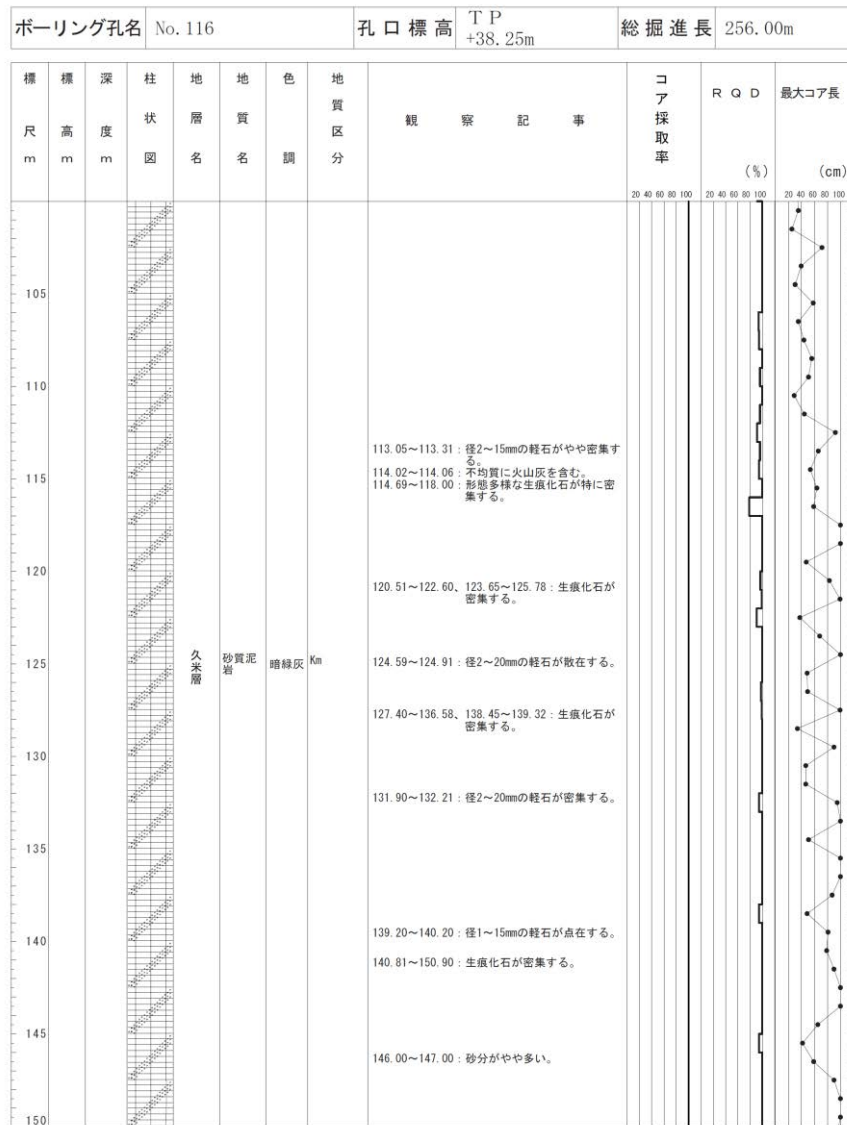 ボーリング孔名 No. 116 孔口標高 TP +38.25m 総掘進長 256.00m
標尺 m
標高 m
深度 m
柱状図
地層名
地質名
色調
地質区分
観察記事
コア採取率
RQD (%)
最大コア長 (cm)
20 40 60 80 100 20 40 60 80 100 20 40 60 80 100
105
110
113.05～113.31：径2～15mmの軽石がやや密集す
る。
114.02～114.06：不均質に火山灰を含む。
115
114.69～118.00：形態多様な生痕化石が特に密
集する。
120
120.51～122.60、123.65～125.78：生痕化石が
密集する。
125
久米層
砂質泥
岩
暗緑灰
Km
124.59～124.91：径2～20mmの軽石が散在する。
127.40～136.58、138.45～139.32：生痕化石が
密集する。
130
131.90～132.21：径2～20mmの軽石が密集する。
135
139.20～140.20：径1～15mmの軽石が点在する。
140
140.81～150.90：生痕化石が密集する。
145
146.00～147.00：砂分がやや多い。
150